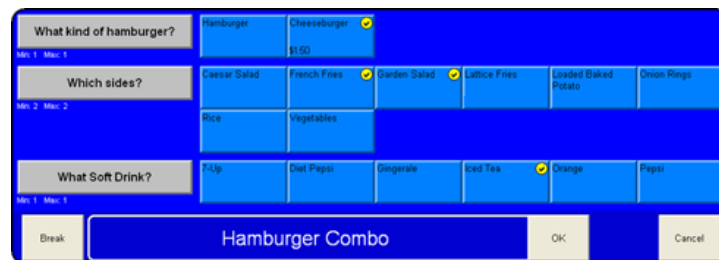 What kind of hamburger?
Hamburger
Cheeseburger
$1.50
Min: 1 Max: 1
Which sides?
Caesar Salad
French Fries
Garden Salad
Lattice Fries
Loaded Baked
Potato
Onion Rings
Min: 2 Max: 2
Rice
Vegetables
What Soft Drink?
7-Up
Diet Pepsi
Gingerale
Iced Tea
Orange
Pepsi
Min: 1 Max: 1
Break
Hamburger Combo
OK
Cancel